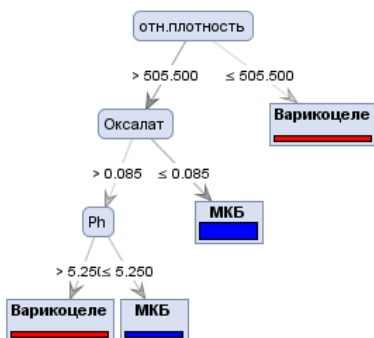 отн.плотность
> 505.500 ≤ 505.500
Оксалат
Варикоцеле
> 0.085 ≤ 0.085
Ph
МКБ
> 5.25(≤ 5.250
Варикоцеле МКБ